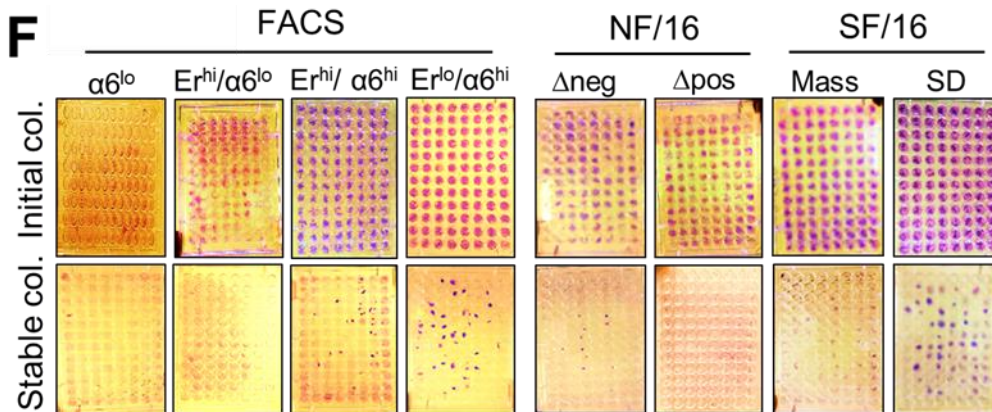 F
FACS NF/16 SF/16
α6lo Erhi/α6lo Erhi/ α6hi Erlo/α6hi Δneg Δpos Mass SD
Initial col.
Stable col.